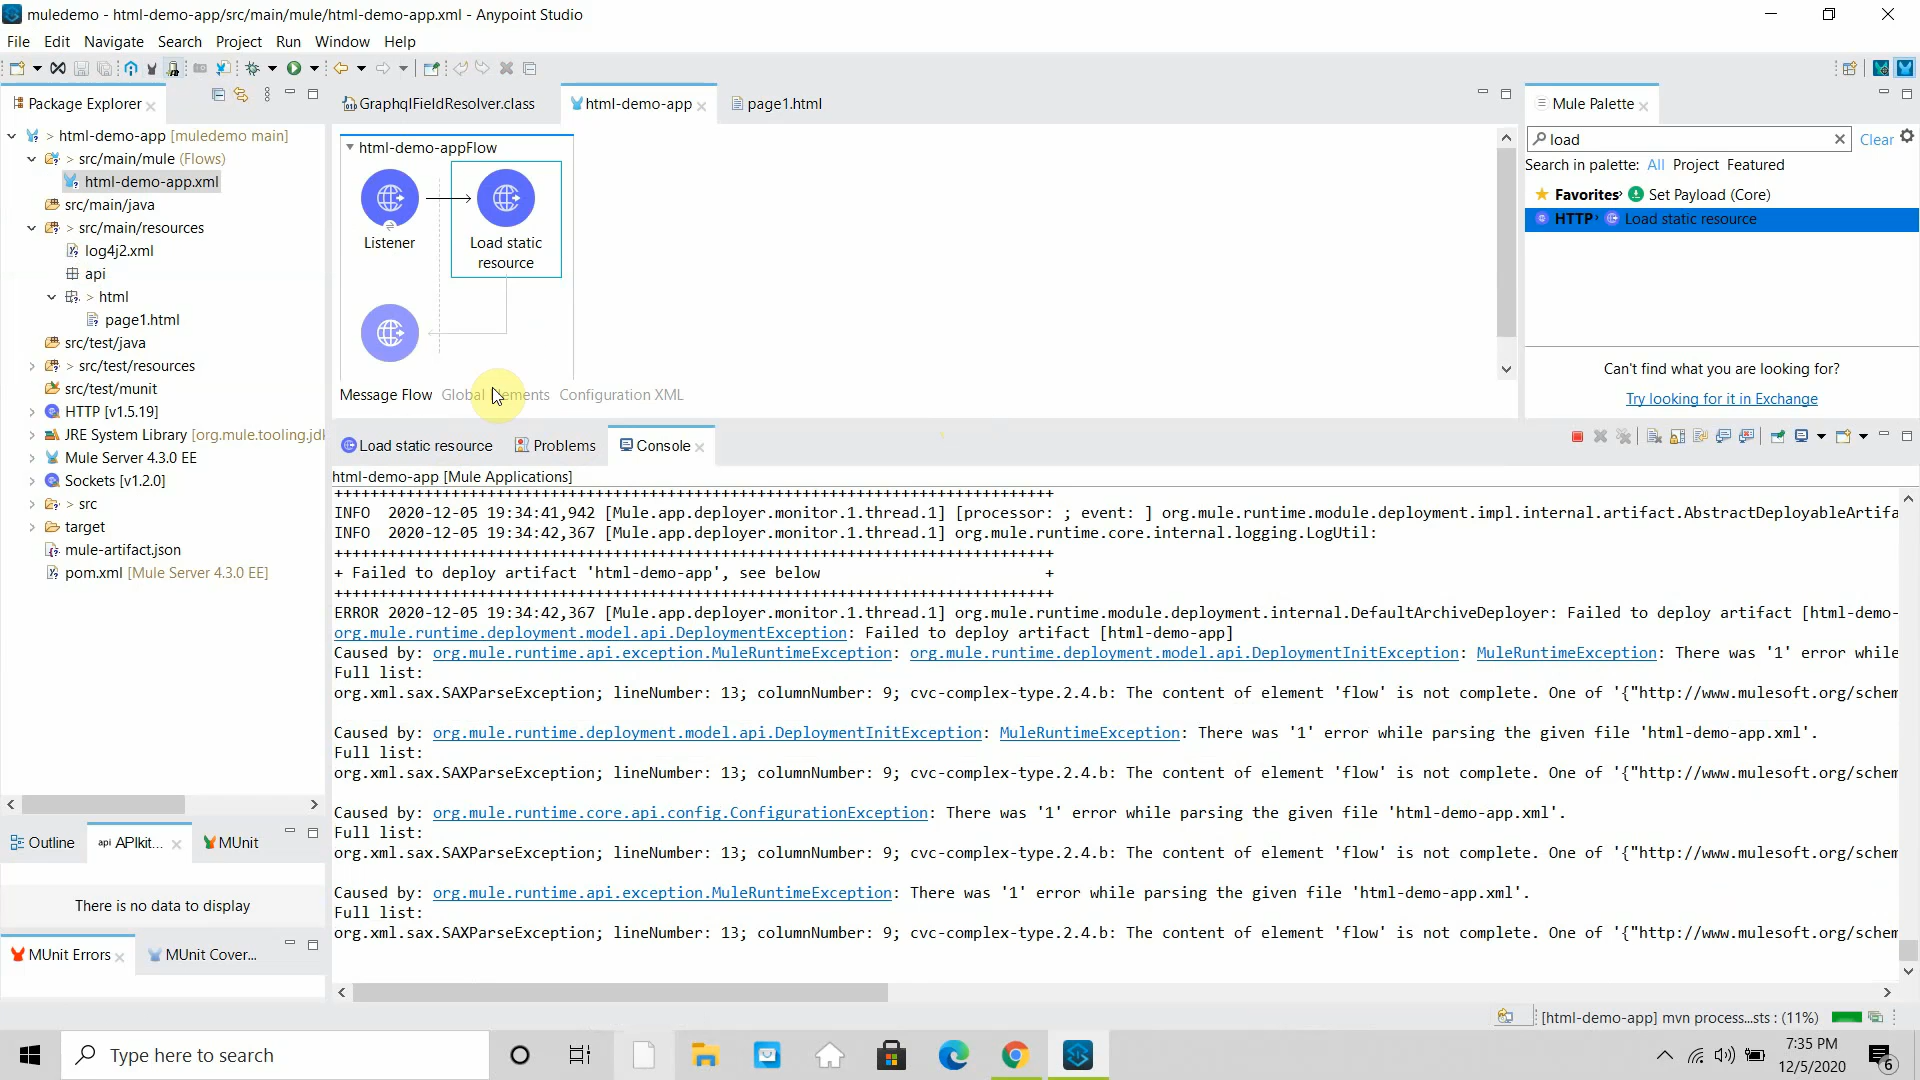 muledemo - html-demo-app/src/main/mule/html-demo-app.xml - Anypoint Studio
File Edit Navigate Search Project Run Window Help
Package Explorer
GraphqlFieldResolver.class
html-demo-app
page1.html
Mule Palette
load
Clear
Search in palette: All Project Featured
Favorites Set Payload (Core)
HTTP Load static resource
Can't find what you are looking for?
Try looking for it in Exchange
> html-demo-app [muledemo main]
> src/main/mule (Flows)
html-demo-app.xml
src/main/java
> src/main/resources
log4j2.xml
api
> html
page1.html
src/test/java
> src/test/resources
src/test/munit
HTTP [v1.5.19]
JRE System Library [org.mule.tooling.jdk
Mule Server 4.3.0 EE
Sockets [v1.2.0]
> src
target
mule-artifact.json
pom.xml [Mule Server 4.3.0 EE]
html-demo-appFlow
Listener
Load static
resource
Message Flow Global Elements Configuration XML
Load static resource
Problems
Console
html-demo-app [Mule Applications]
++++++++++++++++++++++++++++++++++++++++++++++++++++++++++++++++++++++++++++++++
INFO  2020-12-05 19:34:41,942 [Mule.app.deployer.monitor.1.thread.1] [processor: ; event: ] org.mule.runtime.module.deployment.impl.internal.artifact.AbstractDeployableArtifa
INFO  2020-12-05 19:34:42,367 [Mule.app.deployer.monitor.1.thread.1] org.mule.runtime.core.internal.logging.LogUtil:
++++++++++++++++++++++++++++++++++++++++++++++++++++++++++++++++++++++++++++++++
+ Failed to deploy artifact 'html-demo-app', see below +
++++++++++++++++++++++++++++++++++++++++++++++++++++++++++++++++++++++++++++++++
ERROR 2020-12-05 19:34:42,367 [Mule.app.deployer.monitor.1.thread.1] org.mule.runtime.module.deployment.internal.DefaultArchiveDeployer: Failed to deploy artifact [html-demo-
org.mule.runtime.deployment.model.api.DeploymentException: Failed to deploy artifact [html-demo-app]
Caused by: org.mule.runtime.api.exception.MuleRuntimeException: org.mule.runtime.deployment.model.api.DeploymentInitException: MuleRuntimeException: There was '1' error while
Full list:
org.xml.sax.SAXParseException; lineNumber: 13; columnNumber: 9; cvc-complex-type.2.4.b: The content of element 'flow' is not complete. One of '{"http://www.mulesoft.org/schem
Caused by: org.mule.runtime.deployment.model.api.DeploymentInitException: MuleRuntimeException: There was '1' error while parsing the given file 'html-demo-app.xml'.
Full list:
org.xml.sax.SAXParseException; lineNumber: 13; columnNumber: 9; cvc-complex-type.2.4.b: The content of element 'flow' is not complete. One of '{"http://www.mulesoft.org/schem
Caused by: org.mule.runtime.core.api.config.ConfigurationException: There was '1' error while parsing the given file 'html-demo-app.xml'.
Full list:
org.xml.sax.SAXParseException; lineNumber: 13; columnNumber: 9; cvc-complex-type.2.4.b: The content of element 'flow' is not complete. One of '{"http://www.mulesoft.org/schem
Caused by: org.mule.runtime.api.exception.MuleRuntimeException: There was '1' error while parsing the given file 'html-demo-app.xml'.
Full list:
org.xml.sax.SAXParseException; lineNumber: 13; columnNumber: 9; cvc-complex-type.2.4.b: The content of element 'flow' is not complete. One of '{"http://www.mulesoft.org/schem
Outline
api APIkit...
MUnit
There is no data to display
MUnit Errors
MUnit Cover...
[html-demo-app] mvn process...sts : (11%)
Type here to search
7:35 PM
12/5/2020
6